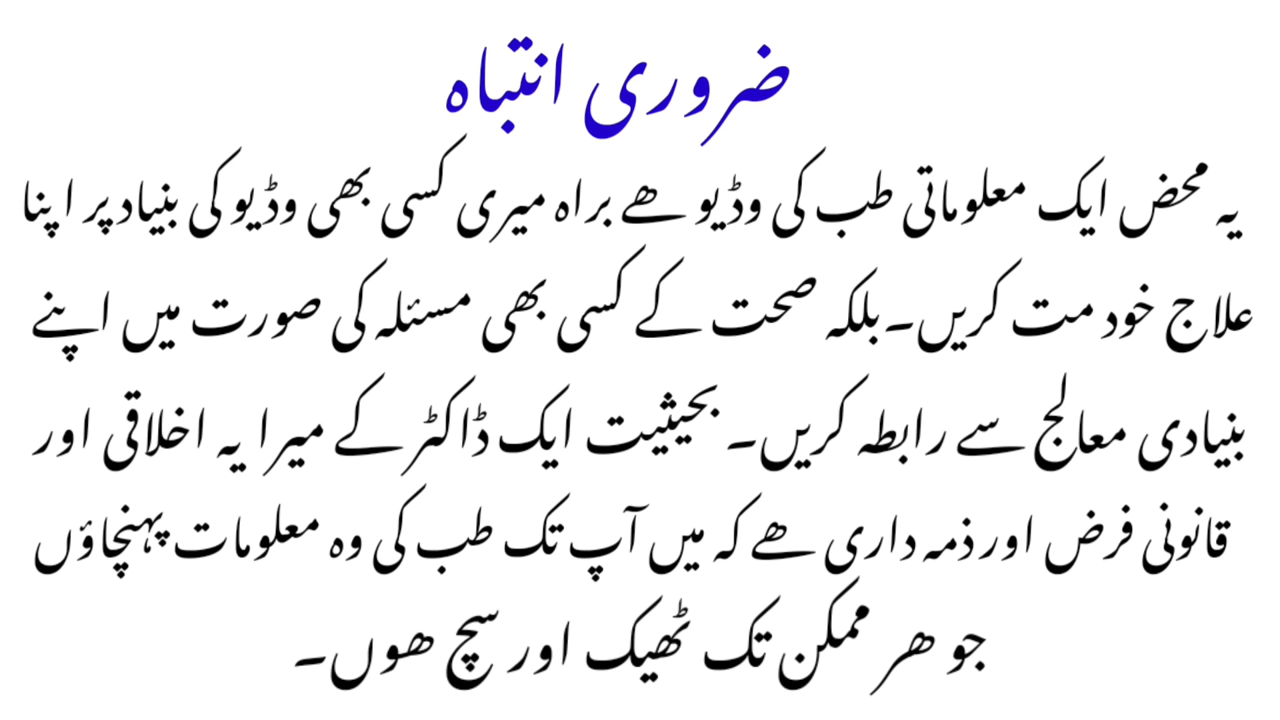 ضروری انتباہ
یہ محض ایک معلوماتی طب کی وڈیو ھے براہ میری کسی بھی وڈیو کی بنیاد پر اپنا
علاج خود مت کریں۔ بلکہ صحت کے کسی بھی مسئلہ کی صورت میں اپنے
بنیادی معالج سے رابطہ کریں۔ بحیثیت ایک ڈاکٹر کے میرا یہ اخلاقی اور
قانونی فرض اور ذمہ داری ھے کہ میں آپ تک طب کی وہ معلومات پہنچاؤں
جو ھر ممکن تک ٹھیک اور سچ ھوں۔